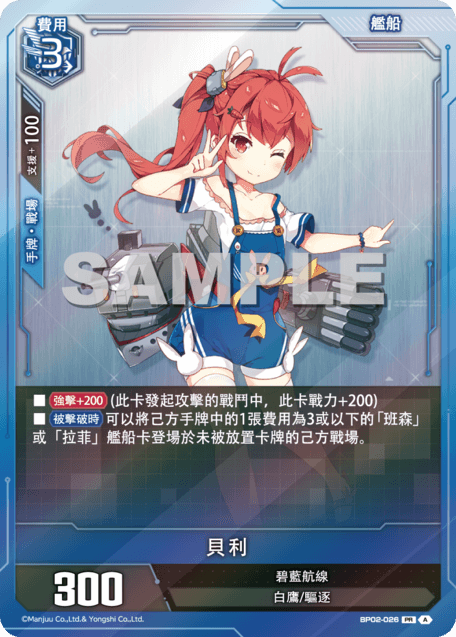 費用
3
艦船
支援+100
手牌・戰場
SAMPLE
■ 強擊+200 (此卡發起攻擊的戰鬥中，此卡戰力+200)
■ 被擊破時 可以將己方手牌中的1張費用為3或以下的「班森」
或「拉菲」艦船卡登場於未被放置卡牌的己方戰場。
貝利
300
碧藍航線
白鷹/驅逐
©Manjuu Co.,Ltd.& Yongshi Co.,Ltd.
BP02-026 PR A